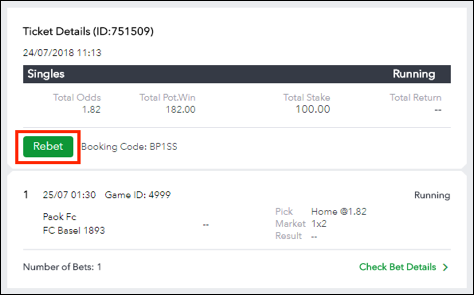 Ticket Details (ID:751509)
24/07/2018 11:13
Singles Running
Total Odds Total Pot.Win Total Stake Total Return
1.82 182.00 100.00 --
Rebet Booking Code: BP1SS
1 25/07 01:30 Game ID: 4999 Running
Paok Fc
FC Basel 1893
--
Pick Home @1.82
Market 1x2
Result --
Number of Bets: 1 Check Bet Details >